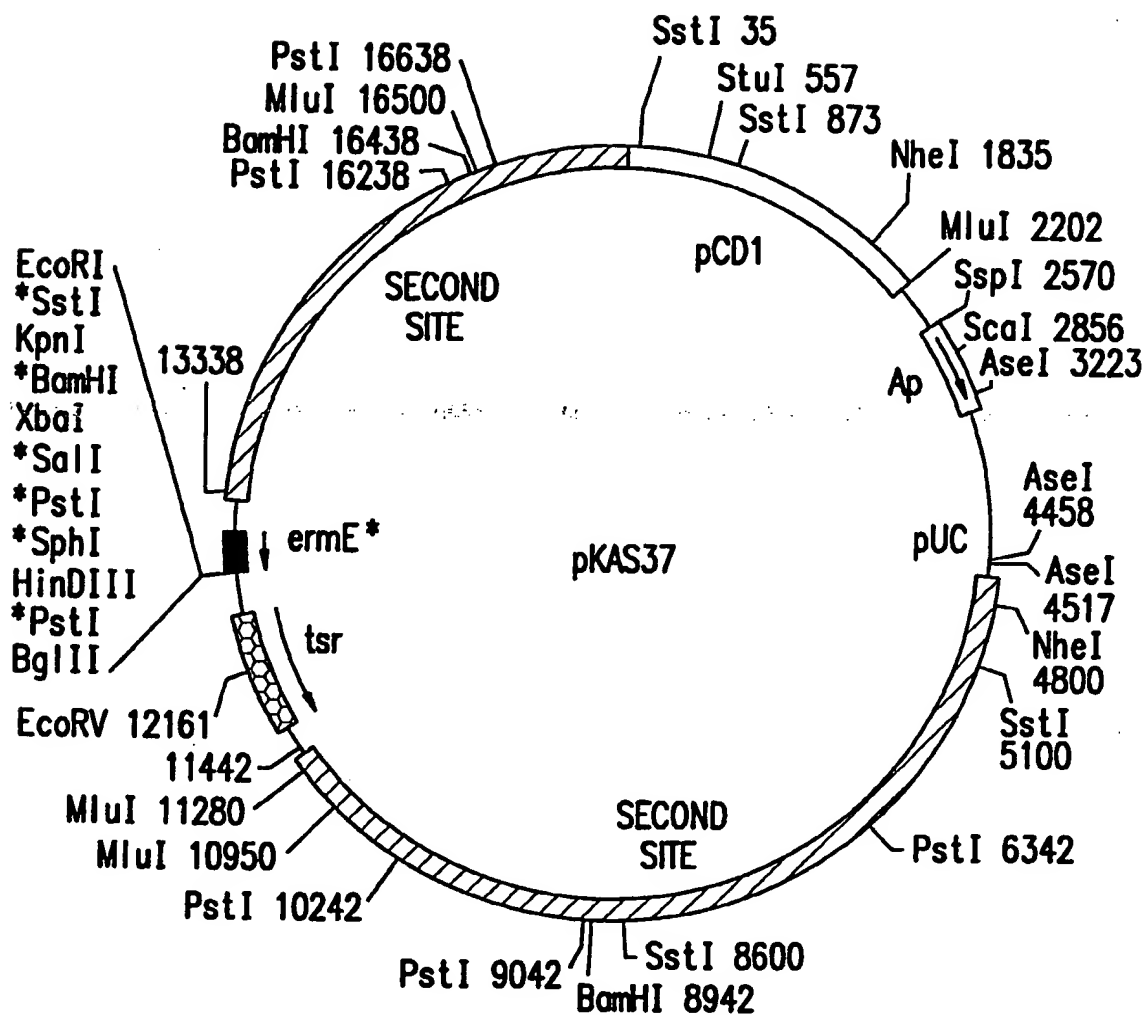 SstI 35
StuI 557
SstI 873
NheI 1835
MluI 2202
SspI 2570
ScaI 2856
AseI 3223
AseI
4458
AseI
4517
NheI
4800
SstI
5100
PstI 6342
SstI 8600
BamHI 8942
PstI 9042
PstI 10242
MluI 10950
MluI 11280
11442
EcoRV 12161
EcoRI
*SstI
KpnI
*BamHI
XbaI
*SalI
*PstI
*SphI
HinDIII
*PstI
BglII
13338
PstI 16238
BamHI 16438
MluI 16500
PstI 16638
pCD1
SECOND
SITE
Ap
pUC
pKAS37
ermE*
tsr
SECOND
SITE